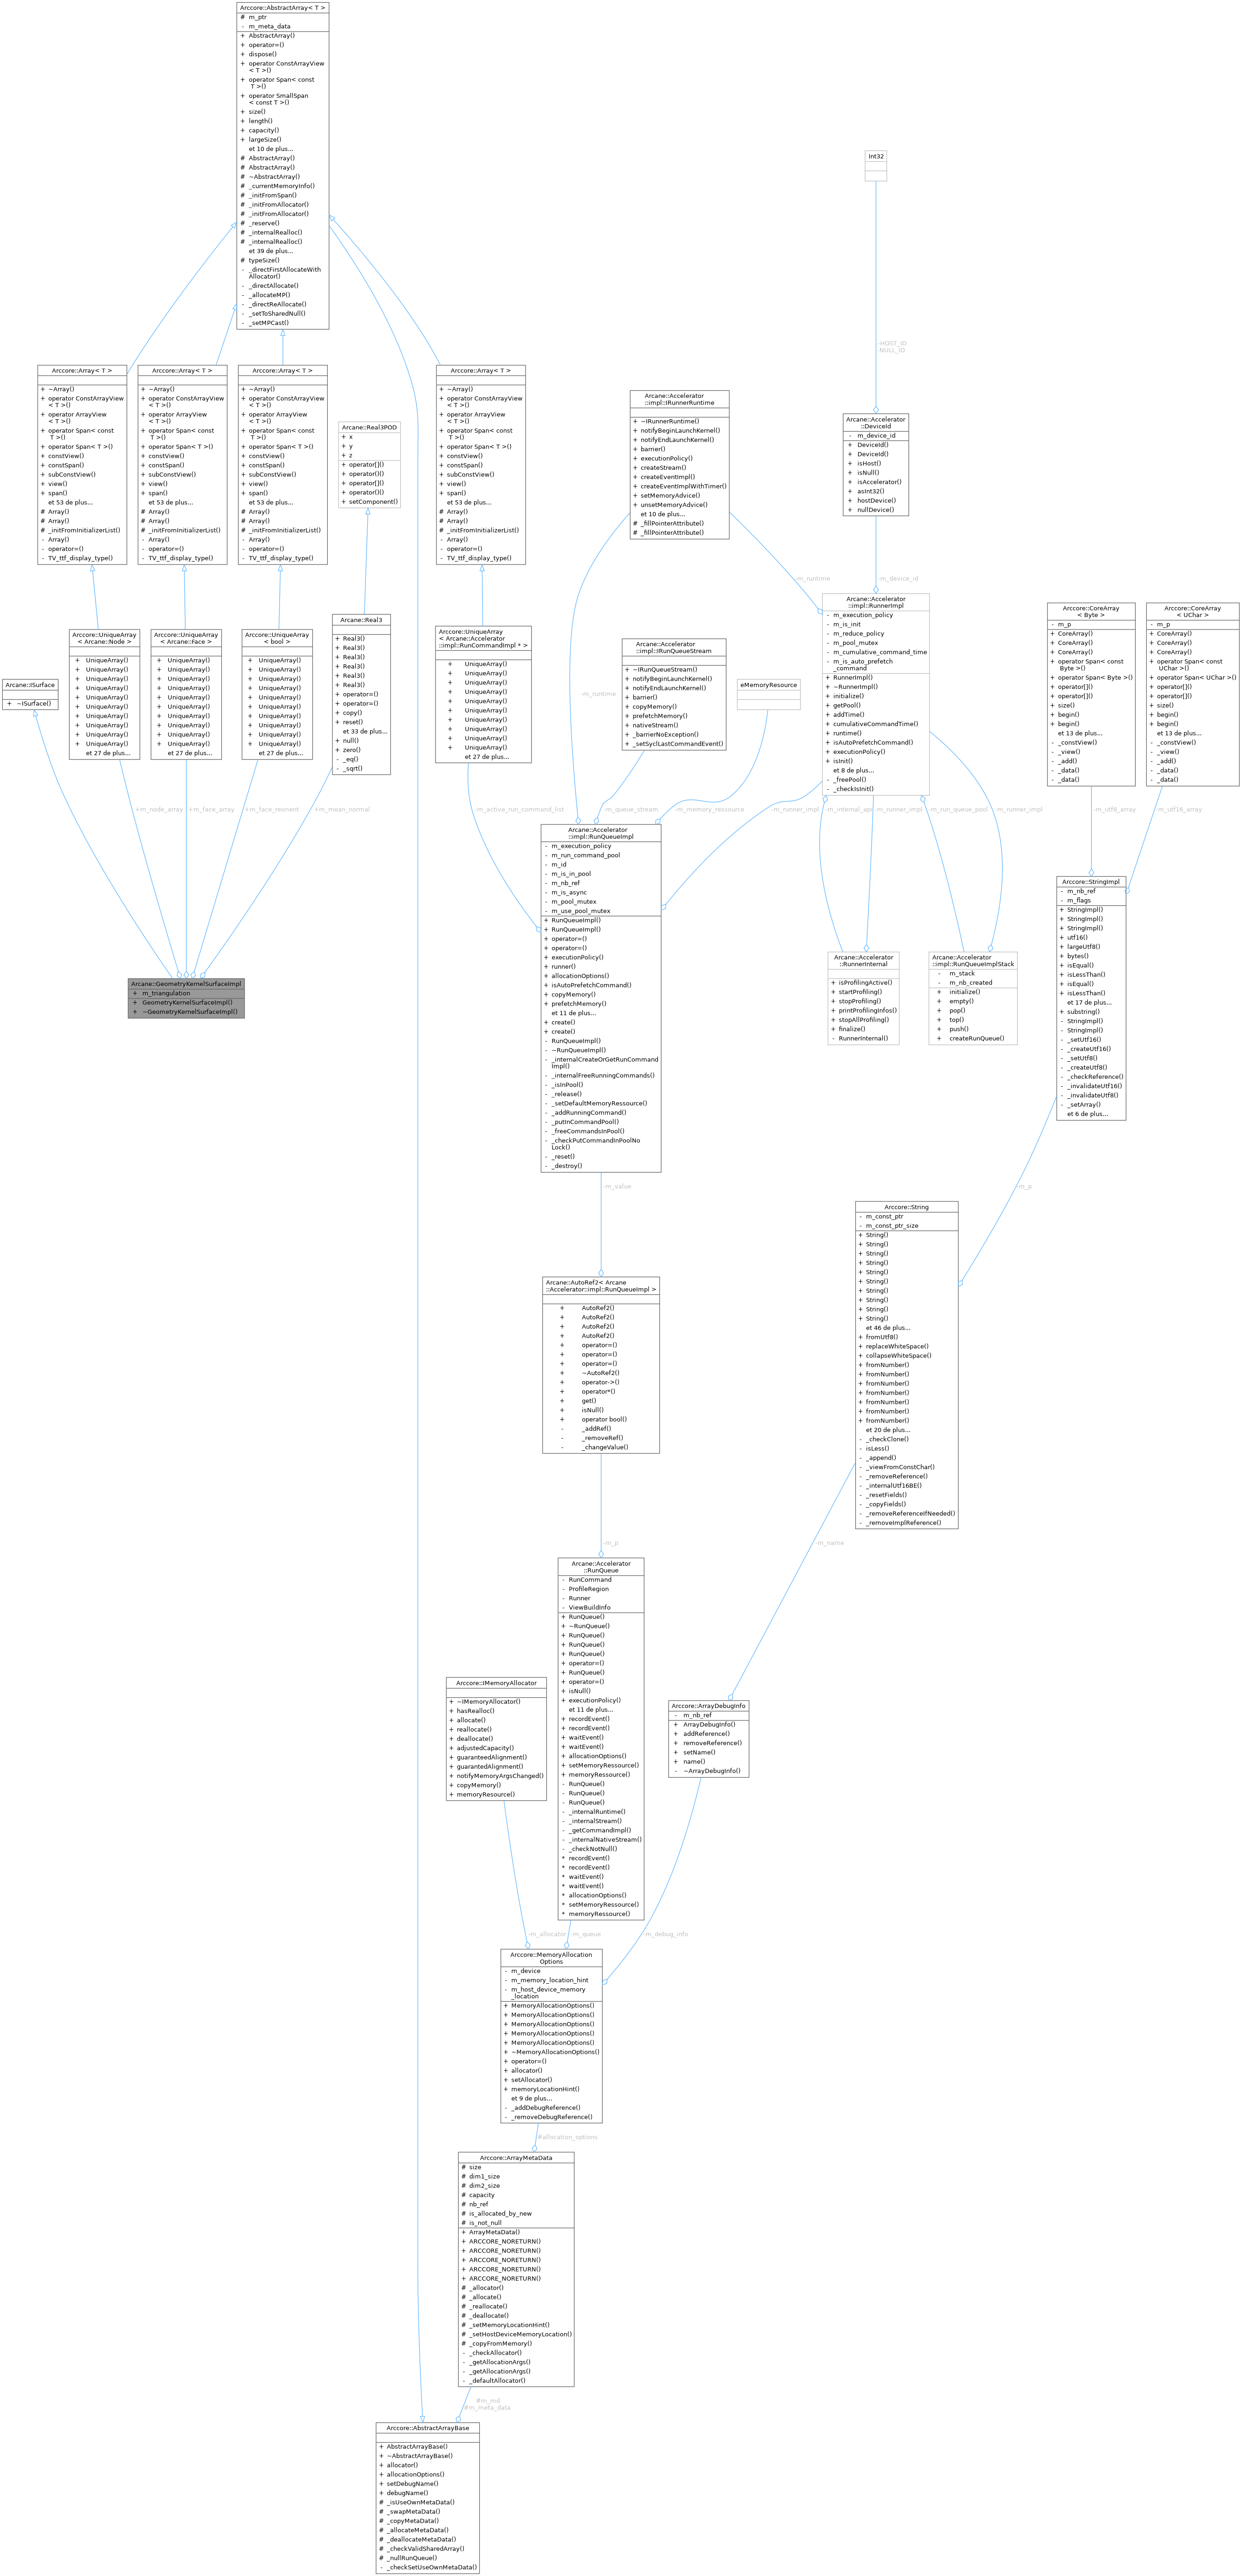 Arccore::AbstractArray< T >
# m_ptr
- m_meta_data
+ AbstractArray()
+ operator=()
+ dispose()
+ operator ConstArrayView
< T >()
+ operator Span< const
T >()
+ operator SmallSpan
< const T >()
+ size()
+ length()
+ capacity()
+ largeSize()
et 10 de plus...
# AbstractArray()
# AbstractArray()
# ~AbstractArray()
# _currentMemoryInfo()
# _initFromSpan()
# _initFromAllocator()
# _initFromAllocator()
# _reserve()
# _internalRealloc()
# _internalRealloc()
et 39 de plus...
# typeSize()
- _directFirstAllocateWith
Allocator()
- _directAllocate()
- _allocateMP()
- _directReAllocate()
- _setToSharedNull()
- _setMPCast()
Int32
-HOST_ID
-NULL_ID
Arccore::Array< T >
+ ~Array()
+ operator ConstArrayView
< T >()
+ operator ArrayView
< T >()
+ operator Span< const
T >()
+ operator Span< T >()
+ constView()
+ constSpan()
+ subConstView()
+ view()
+ span()
et 53 de plus...
# Array()
# Array()
# _initFromInitializerList()
- Array()
- operator=()
- TV_ttf_display_type()
Arccore::Array< T >
+ ~Array()
+ operator ConstArrayView
< T >()
+ operator ArrayView
< T >()
+ operator Span< const
T >()
+ operator Span< T >()
+ constView()
+ constSpan()
+ subConstView()
+ view()
+ span()
et 53 de plus...
# Array()
# Array()
# _initFromInitializerList()
- Array()
- operator=()
- TV_ttf_display_type()
Arccore::Array< T >
+ ~Array()
+ operator ConstArrayView
< T >()
+ operator ArrayView
< T >()
+ operator Span< const
T >()
+ operator Span< T >()
+ constView()
+ constSpan()
+ subConstView()
+ view()
+ span()
et 53 de plus...
# Array()
# Array()
# _initFromInitializerList()
- Array()
- operator=()
- TV_ttf_display_type()
Arcane::Real3POD
+ x
+ y
+ z
+ operator[]()
+ operator()()
+ operator[]()
+ operator()()
+ setComponent()
Arccore::Array< T >
+ ~Array()
+ operator ConstArrayView
< T >()
+ operator ArrayView
< T >()
+ operator Span< const
T >()
+ operator Span< T >()
+ constView()
+ constSpan()
+ subConstView()
+ view()
+ span()
et 53 de plus...
# Array()
# Array()
# _initFromInitializerList()
- Array()
- operator=()
- TV_ttf_display_type()
Arcane::Accelerator
::impl::IRunnerRuntime
+ ~IRunnerRuntime()
+ notifyBeginLaunchKernel()
+ notifyEndLaunchKernel()
+ barrier()
+ executionPolicy()
+ createStream()
+ createEventImpl()
+ createEventImplWithTimer()
+ setMemoryAdvice()
+ unsetMemoryAdvice()
et 10 de plus...
# _fillPointerAttribute()
# _fillPointerAttribute()
Arcane::Accelerator
::DeviceId
- m_device_id
+ DeviceId()
+ DeviceId()
+ isHost()
+ isNull()
+ isAccelerator()
+ asInt32()
+ hostDevice()
+ nullDevice()
-m_runtime
-m_device_id
-m_runtime
Arcane::ISurface
+ ~ISurface()
Arccore::UniqueArray
< Arcane::Node >
+ UniqueArray()
+ UniqueArray()
+ UniqueArray()
+ UniqueArray()
+ UniqueArray()
+ UniqueArray()
+ UniqueArray()
+ UniqueArray()
+ UniqueArray()
+ UniqueArray()
et 27 de plus...
Arccore::UniqueArray
< Arcane::Face >
+ UniqueArray()
+ UniqueArray()
+ UniqueArray()
+ UniqueArray()
+ UniqueArray()
+ UniqueArray()
+ UniqueArray()
+ UniqueArray()
+ UniqueArray()
+ UniqueArray()
et 27 de plus...
Arccore::UniqueArray
< bool >
+ UniqueArray()
+ UniqueArray()
+ UniqueArray()
+ UniqueArray()
+ UniqueArray()
+ UniqueArray()
+ UniqueArray()
+ UniqueArray()
+ UniqueArray()
+ UniqueArray()
et 27 de plus...
Arcane::Real3
+ Real3()
+ Real3()
+ Real3()
+ Real3()
+ Real3()
+ Real3()
+ operator=()
+ operator=()
+ copy()
+ reset()
et 33 de plus...
+ null()
+ zero()
- _eq()
- _sqrt()
Arccore::UniqueArray
< Arcane::Accelerator
::impl::RunCommandImpl * >
+ UniqueArray()
+ UniqueArray()
+ UniqueArray()
+ UniqueArray()
+ UniqueArray()
+ UniqueArray()
+ UniqueArray()
+ UniqueArray()
+ UniqueArray()
+ UniqueArray()
et 27 de plus...
Arcane::Accelerator
::impl::IRunQueueStream
+ ~IRunQueueStream()
+ notifyBeginLaunchKernel()
+ notifyEndLaunchKernel()
+ barrier()
+ copyMemory()
+ prefetchMemory()
+ nativeStream()
+ _barrierNoException()
+ _setSyclLastCommandEvent()
eMemoryResource
Arcane::Accelerator
::impl::RunnerImpl
- m_execution_policy
- m_is_init
- m_reduce_policy
- m_pool_mutex
- m_cumulative_command_time
- m_is_auto_prefetch
_command
+ RunnerImpl()
+ ~RunnerImpl()
+ initialize()
+ getPool()
+ addTime()
+ cumulativeCommandTime()
+ runtime()
+ isAutoPrefetchCommand()
+ executionPolicy()
+ isInit()
et 8 de plus...
- _freePool()
- _checkIsInit()
Arccore::CoreArray
< Byte >
- m_p
+ CoreArray()
+ CoreArray()
+ CoreArray()
+ operator Span< const
Byte >()
+ operator Span< Byte >()
+ operator[]()
+ operator[]()
+ size()
+ begin()
+ begin()
et 13 de plus...
- _constView()
- _view()
- _add()
- _data()
- _data()
Arccore::CoreArray
< UChar >
- m_p
+ CoreArray()
+ CoreArray()
+ CoreArray()
+ operator Span< const
UChar >()
+ operator Span< UChar >()
+ operator[]()
+ operator[]()
+ size()
+ begin()
+ begin()
et 13 de plus...
- _constView()
- _view()
- _add()
- _data()
- _data()
+m_node_array
+m_face_array
+m_face_reorient
+m_mean_normal
-m_active_run_command_list
-m_queue_stream
-m_memory_ressource
-m_runner_impl
-m_internal_api
-m_runner_impl
-m_run_queue_pool
-m_runner_impl
-m_utf8_array
-m_utf16_array
Arcane::GeometryKernelSurfaceImpl
+ m_triangulation
+ GeometryKernelSurfaceImpl()
+ ~GeometryKernelSurfaceImpl()
Arcane::Accelerator
::impl::RunQueueImpl
- m_execution_policy
- m_run_command_pool
- m_id
- m_is_in_pool
- m_nb_ref
- m_is_async
- m_pool_mutex
- m_use_pool_mutex
+ RunQueueImpl()
+ RunQueueImpl()
+ operator=()
+ operator=()
+ executionPolicy()
+ runner()
+ allocationOptions()
+ isAutoPrefetchCommand()
+ copyMemory()
+ prefetchMemory()
et 11 de plus...
+ create()
+ create()
- RunQueueImpl()
- ~RunQueueImpl()
- _internalCreateOrGetRunCommand
Impl()
- _internalFreeRunningCommands()
- _isInPool()
- _release()
- _setDefaultMemoryRessource()
- _addRunningCommand()
- _putInCommandPool()
- _freeCommandsInPool()
- _checkPutCommandInPoolNo
Lock()
- _reset()
- _destroy()
Arcane::Accelerator
::RunnerInternal
+ isProfilingActive()
+ startProfiling()
+ stopProfiling()
+ printProfilingInfos()
+ stopAllProfiling()
+ finalize()
- RunnerInternal()
Arcane::Accelerator
::impl::RunQueueImplStack
- m_stack
- m_nb_created
+ initialize()
+ empty()
+ pop()
+ top()
+ push()
+ createRunQueue()
Arccore::StringImpl
- m_nb_ref
- m_flags
+ StringImpl()
+ StringImpl()
+ StringImpl()
+ utf16()
+ largeUtf8()
+ bytes()
+ isEqual()
+ isLessThan()
+ isEqual()
+ isLessThan()
et 17 de plus...
+ substring()
- StringImpl()
- StringImpl()
- _setUtf16()
- _createUtf16()
- _setUtf8()
- _createUtf8()
- _checkReference()
- _invalidateUtf16()
- _invalidateUtf8()
- _setArray()
et 6 de plus...
-m_value
-m_p
Arccore::String
- m_const_ptr
- m_const_ptr_size
+ String()
+ String()
+ String()
+ String()
+ String()
+ String()
+ String()
+ String()
+ String()
+ String()
et 46 de plus...
+ fromUtf8()
+ replaceWhiteSpace()
+ collapseWhiteSpace()
+ fromNumber()
+ fromNumber()
+ fromNumber()
+ fromNumber()
+ fromNumber()
+ fromNumber()
+ fromNumber()
et 20 de plus...
- _checkClone()
- isLess()
- _append()
- _viewFromConstChar()
- _removeReference()
- _internalUtf16BE()
- _resetFields()
- _copyFields()
- _removeReferenceIfNeeded()
- _removeImplReference()
Arcane::AutoRef2< Arcane
::Accelerator::impl::RunQueueImpl >
+ AutoRef2()
+ AutoRef2()
+ AutoRef2()
+ AutoRef2()
+ operator=()
+ operator=()
+ operator=()
+ ~AutoRef2()
+ operator->()
+ operator*()
+ get()
+ isNull()
+ operator bool()
- _addRef()
- _removeRef()
- _changeValue()
-m_p
-m_name
Arcane::Accelerator
::RunQueue
- RunCommand
- ProfileRegion
- Runner
- ViewBuildInfo
+ RunQueue()
+ ~RunQueue()
+ RunQueue()
+ RunQueue()
+ RunQueue()
+ operator=()
+ RunQueue()
+ operator=()
+ isNull()
+ executionPolicy()
et 11 de plus...
+ recordEvent()
+ recordEvent()
+ waitEvent()
+ waitEvent()
+ allocationOptions()
+ setMemoryRessource()
+ memoryRessource()
- RunQueue()
- RunQueue()
- RunQueue()
- _internalRuntime()
- _internalStream()
- _getCommandImpl()
- _internalNativeStream()
- _checkNotNull()
* recordEvent()
* recordEvent()
* waitEvent()
* waitEvent()
* allocationOptions()
* setMemoryRessource()
* memoryRessource()
Arccore::IMemoryAllocator
+ ~IMemoryAllocator()
+ hasRealloc()
+ allocate()
+ reallocate()
+ deallocate()
+ adjustedCapacity()
+ guaranteedAlignment()
+ guarantedAlignment()
+ notifyMemoryArgsChanged()
+ copyMemory()
+ memoryResource()
Arccore::ArrayDebugInfo
- m_nb_ref
+ ArrayDebugInfo()
+ addReference()
+ removeReference()
+ setName()
+ name()
- ~ArrayDebugInfo()
-m_allocator
-m_queue
-m_debug_info
Arccore::MemoryAllocation
Options
- m_device
- m_memory_location_hint
- m_host_device_memory
_location
+ MemoryAllocationOptions()
+ MemoryAllocationOptions()
+ MemoryAllocationOptions()
+ MemoryAllocationOptions()
+ MemoryAllocationOptions()
+ ~MemoryAllocationOptions()
+ operator=()
+ allocator()
+ setAllocator()
+ memoryLocationHint()
et 9 de plus...
- _addDebugReference()
- _removeDebugReference()
#allocation_options
Arccore::ArrayMetaData
# size
# dim1_size
# dim2_size
# capacity
# nb_ref
# is_allocated_by_new
# is_not_null
+ ArrayMetaData()
+ ARCCORE_NORETURN()
+ ARCCORE_NORETURN()
+ ARCCORE_NORETURN()
+ ARCCORE_NORETURN()
+ ARCCORE_NORETURN()
# _allocator()
# _allocate()
# _reallocate()
# _deallocate()
# _setMemoryLocationHint()
# _setHostDeviceMemoryLocation()
# _copyFromMemory()
- _checkAllocator()
- _getAllocationArgs()
- _getAllocationArgs()
- _defaultAllocator()
#m_md
#m_meta_data
Arccore::AbstractArrayBase
+ AbstractArrayBase()
+ ~AbstractArrayBase()
+ allocator()
+ allocationOptions()
+ setDebugName()
+ debugName()
# _isUseOwnMetaData()
# _swapMetaData()
# _copyMetaData()
# _allocateMetaData()
# _deallocateMetaData()
# _checkValidSharedArray()
# _nullRunQueue()
- _checkSetUseOwnMetaData()